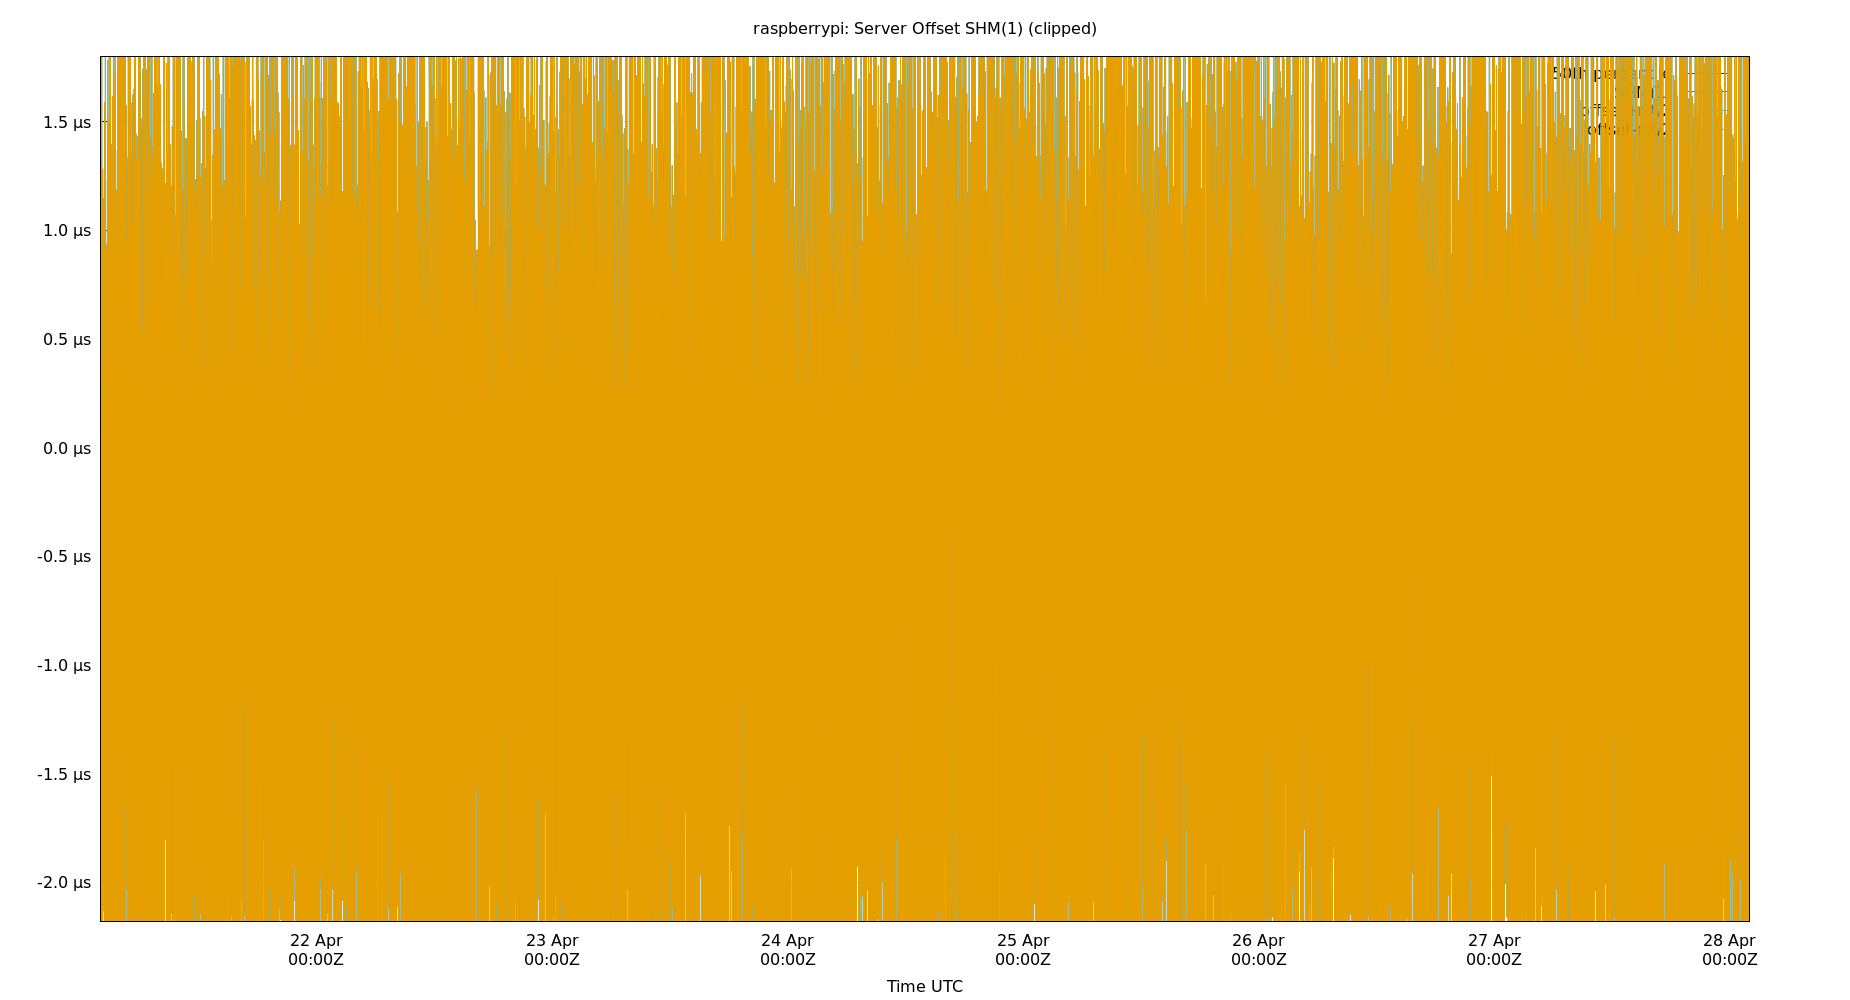 raspberrypi: Server Offset SHM(1) (clipped)
50th percentile
1.5 µs
1.0 µs
0.5 µs
0.0 µs
-0.5 µs
-1.0 µs
-1.5 µs
-2.0 µs
22 Apr 23 Apr 24 Apr 25 Apr 26 Apr 27 Apr 28 Apr
00:00Z 00:00Z 00:00Z 00:00Z 00:00Z 00:00Z 00:00Z
Time UTC